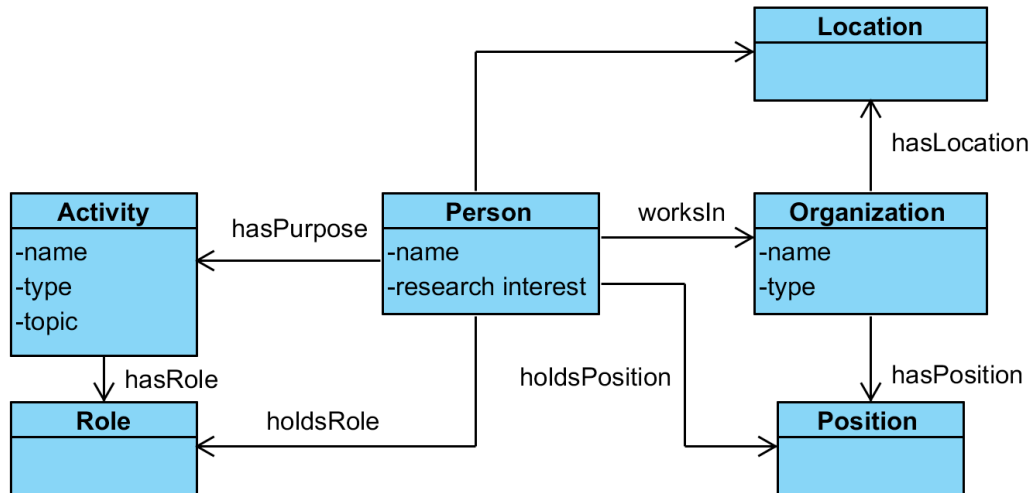 Location
hasLocation
Activity
-name
-type
-topic
hasPurpose
Person
-name
-research interest
worksIn
Organization
-name
-type
hasRole
holdsRole
holdsPosition
hasPosition
Role
Position